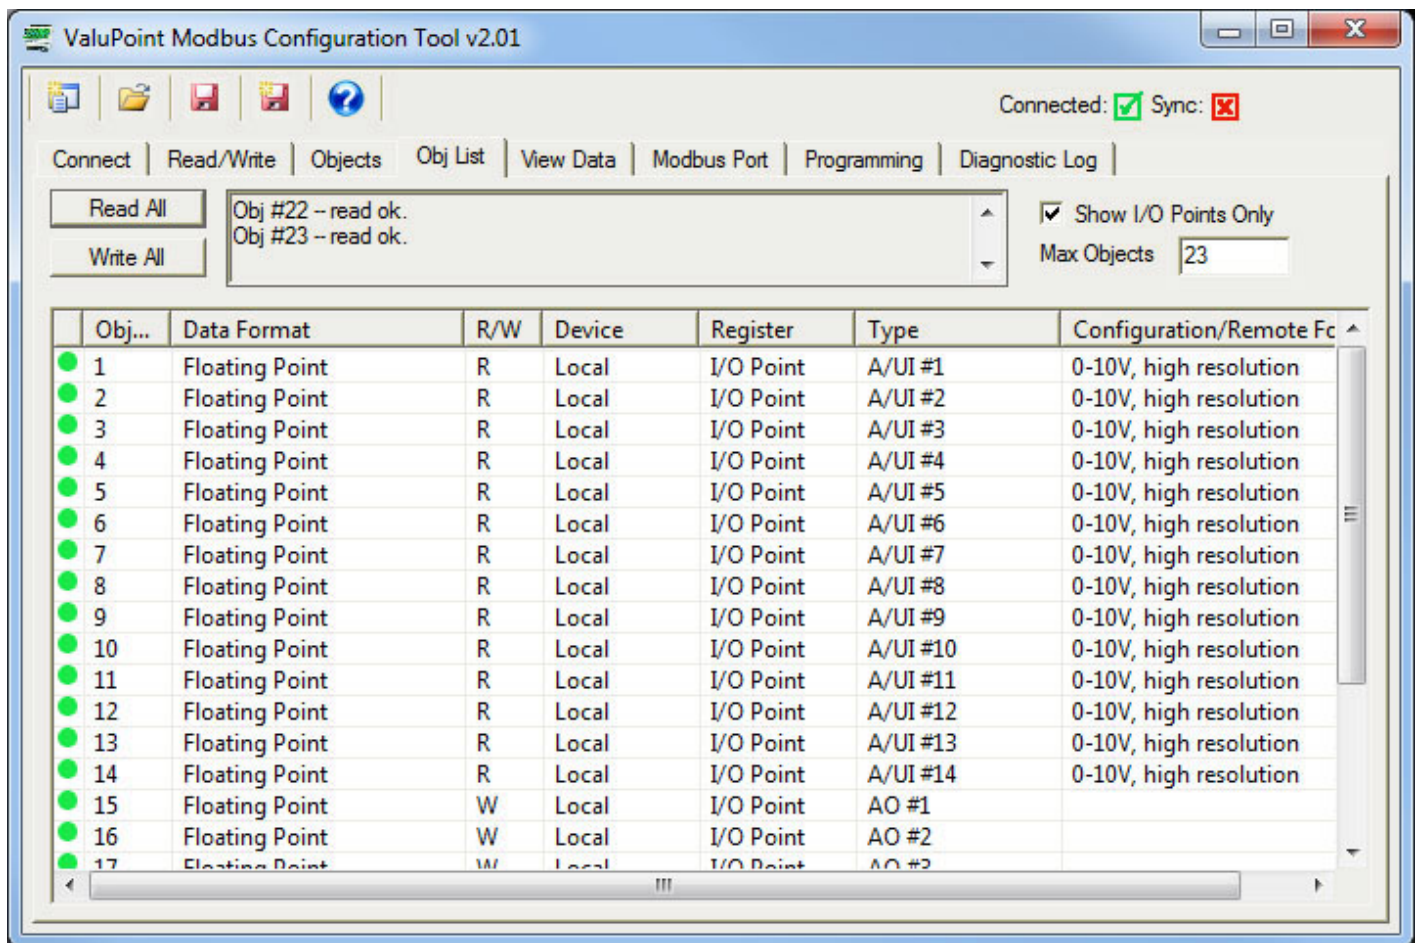 ValuPoint Modbus Configuration Tool v2.01
Connected: Sync:
Connect Read/Write Objects Obj List View Data Modbus Port Programming Diagnostic Log
Read All
Write All
Obj #22 -- read ok.
Obj #23 -- read ok.
Show I/O Points Only
Max Objects 23
Obj... Data Format R/W Device Register Type Configuration/Remote Fc
1 Floating Point R Local I/O Point A/UI #1 0-10V, high resolution
2 Floating Point R Local I/O Point A/UI #2 0-10V, high resolution
3 Floating Point R Local I/O Point A/UI #3 0-10V, high resolution
4 Floating Point R Local I/O Point A/UI #4 0-10V, high resolution
5 Floating Point R Local I/O Point A/UI #5 0-10V, high resolution
6 Floating Point R Local I/O Point A/UI #6 0-10V, high resolution
7 Floating Point R Local I/O Point A/UI #7 0-10V, high resolution
8 Floating Point R Local I/O Point A/UI #8 0-10V, high resolution
9 Floating Point R Local I/O Point A/UI #9 0-10V, high resolution
10 Floating Point R Local I/O Point A/UI #10 0-10V, high resolution
11 Floating Point R Local I/O Point A/UI #11 0-10V, high resolution
12 Floating Point R Local I/O Point A/UI #12 0-10V, high resolution
13 Floating Point R Local I/O Point A/UI #13 0-10V, high resolution
14 Floating Point R Local I/O Point A/UI #14 0-10V, high resolution
15 Floating Point W Local I/O Point AO #1
16 Floating Point W Local I/O Point AO #2
17 Floating Point W Local I/O Point AO #3